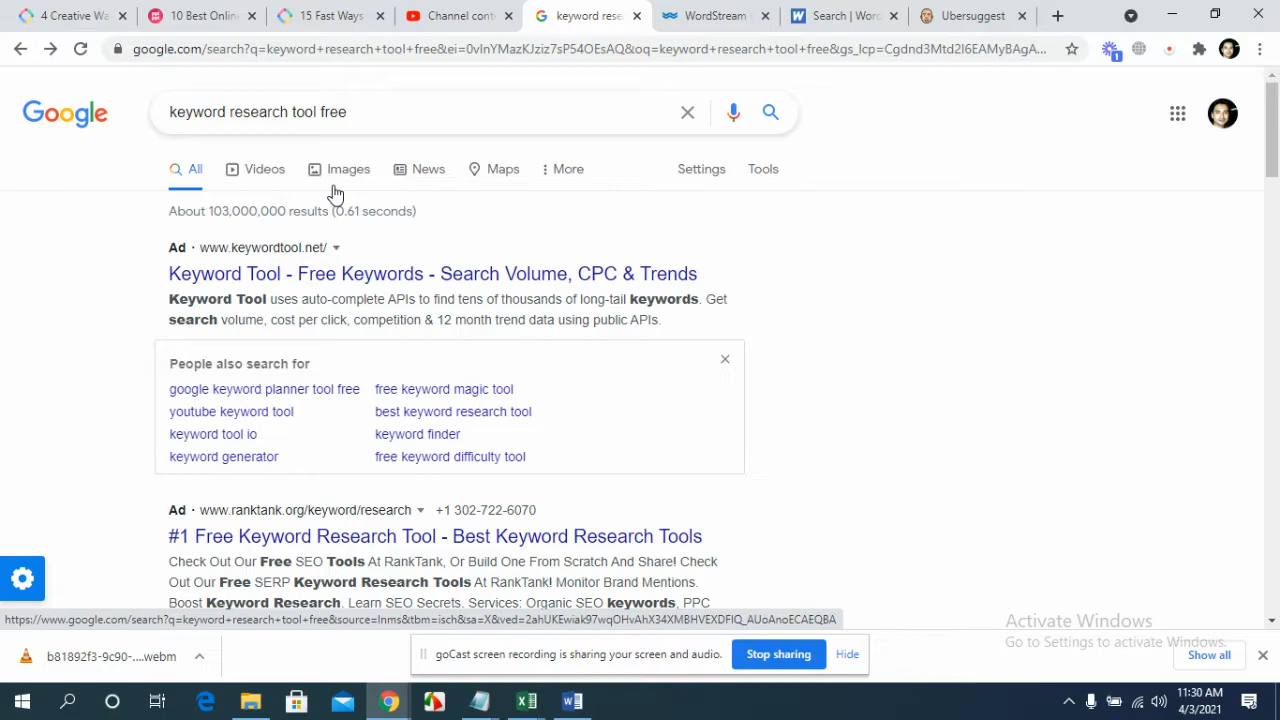 4 Creative Wa
10 Best Onlin
15 Fast Ways
Channel cont
keyword rese
WordStream
Search | Wor
Ubersuggest
google.com/search?q=keyword+research+tool+free&ei=0vInYMazKJziz7sP54OEsAQ&oq=keyword+research+tool+free&gs_lcp=Cgdnd3Mtd2l6EAMyBAgA...
1
Google
keyword research tool free
All Videos Images News Maps More Settings Tools
About 103,000,000 results (0.61 seconds)
Ad · www.keywordtool.net/
Keyword Tool - Free Keywords - Search Volume, CPC & Trends
Keyword Tool uses auto-complete APIs to find tens of thousands of long-tail keywords. Get
search volume, cost per click, competition & 12 month trend data using public APIs.
People also search for
google keyword planner tool free free keyword magic tool
youtube keyword tool best keyword research tool
keyword tool io keyword finder
keyword generator free keyword difficulty tool
Ad · www.ranktank.org/keyword/research +1 302-722-6070
#1 Free Keyword Research Tool - Best Keyword Research Tools
Check Out Our Free SEO Tools At RankTank, Or Build One From Scratch And Share! Check
Out Our Free SERP Keyword Research Tools At RankTank! Monitor Brand Mentions.
Boost Keyword Research. Learn SEO Secrets. Services: Organic SEO keywords, PPC
https://www.google.com/search?q=keyword+research+tool+free&source=lnms&tbm=isch&sa=X&ved=2ahUKEwiak97wqOHvAhX34XMBHVEXDFIQ_AUoAnoECAEQBA
Activate Windows
Go to Settings to activate Windows.
b81892f3-9c90-....webm
goCast screen recording is sharing your screen and audio. Stop sharing Hide
Show all
11:30 AM
4/3/2021